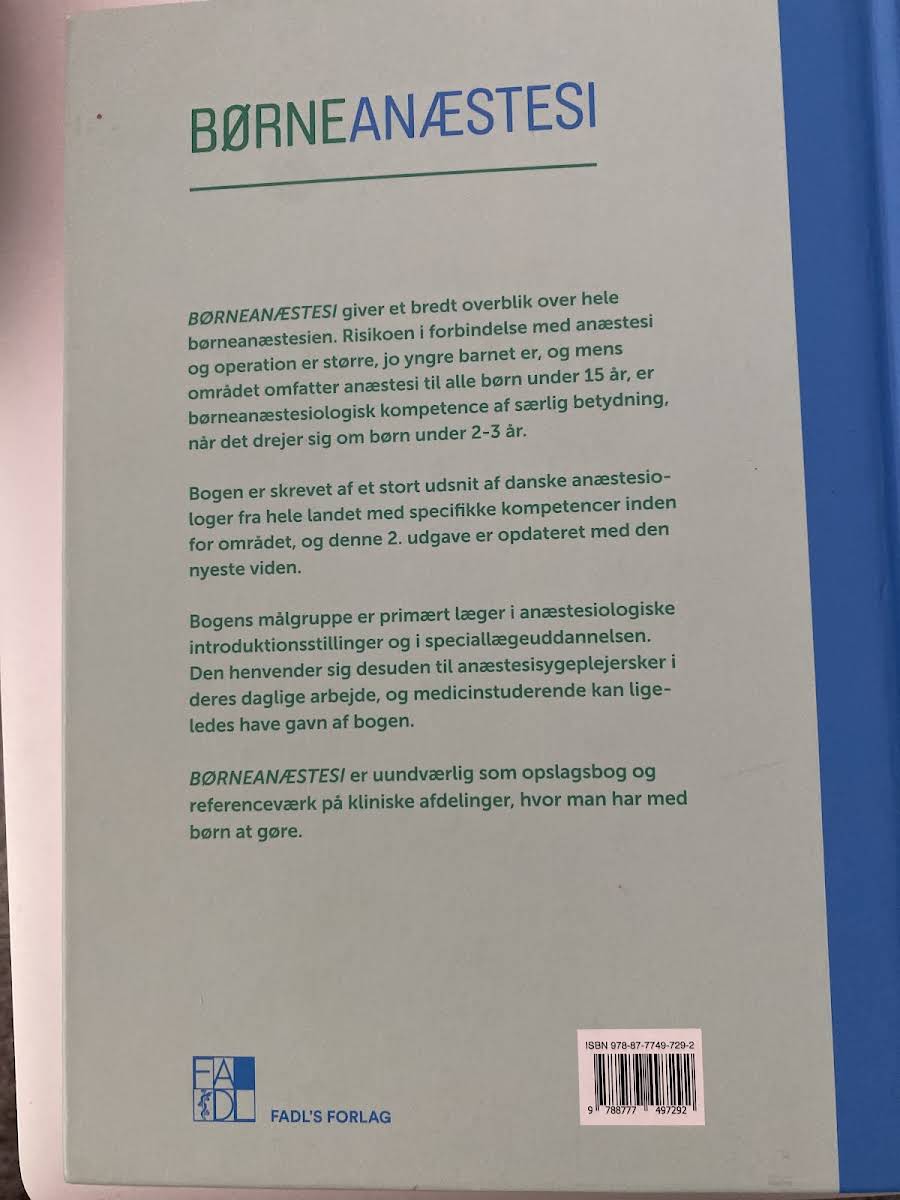 BØRNEANÆSTESI
BØRNEANÆSTESI giver et bredt overblik over hele
børneanæstesien. Risikoen i forbindelse med anæstesi
og operation er større, jo yngre barnet er, og mens
området omfatter anæstesi til alle børn under 15 år, er
børneanæstesiologisk kompetence af særlig betydning,
når det drejer sig om børn under 2-3 år.
Bogen er skrevet af et stort udsnit af danske anæstesio-
loger fra hele landet med specifikke kompetencer inden
for området, og denne 2. udgave er opdateret med den
nyeste viden.
Bogens målgruppe er primært læger i anæstesiologiske
introduktionsstillinger og i speciallægeuddannelsen.
Den henvender sig desuden til anæstesisygeplejersker i
deres daglige arbejde, og medicinstuderende kan lige-
ledes have gavn af bogen.
BØRNEANÆSTESI er uundværlig som opslagsbog og
referenceværk på kliniske afdelinger, hvor man har med
børn at gøre.
FA
DL
FADL'S FORLAG
ISBN 978-87-7749-729-2
9 788777 497292